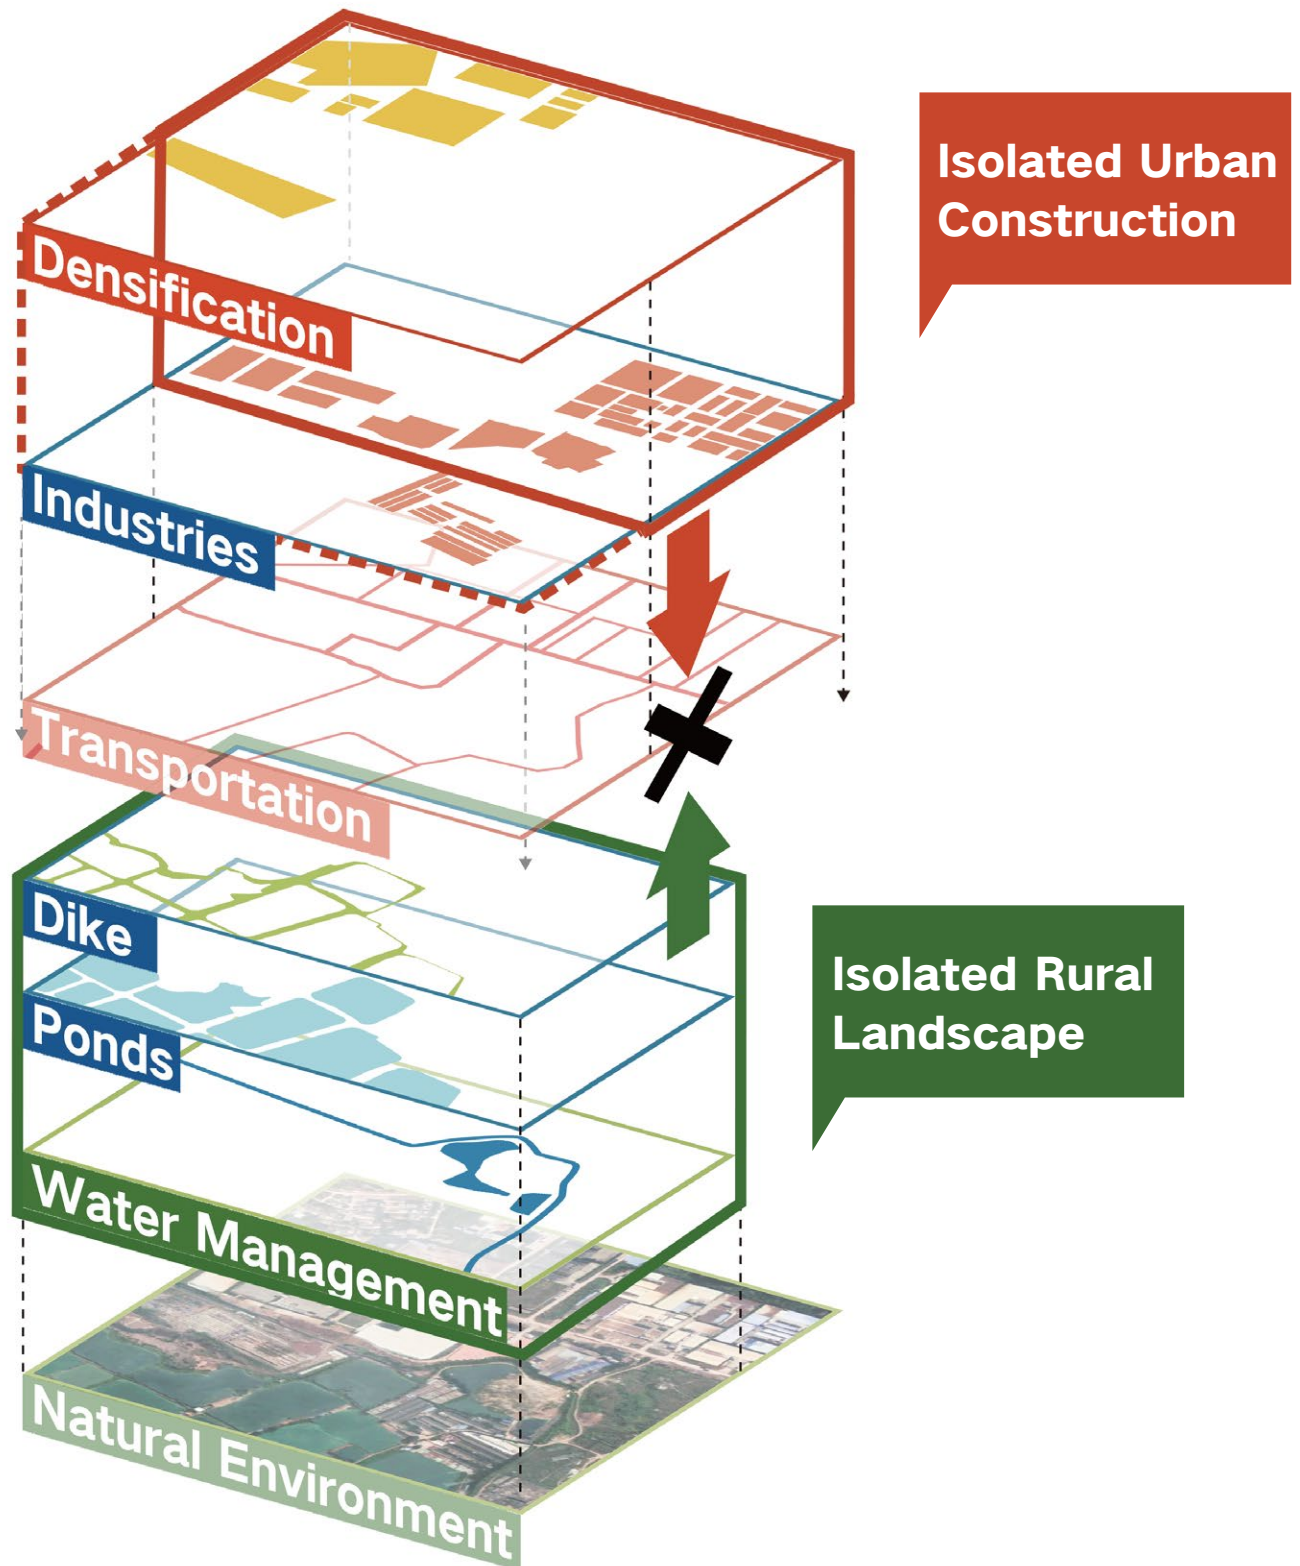 Isolated Urban
Construction
Densification
Industries
Transportation
Dike
Isolated Rural
Landscape
Ponds
Water Management
Natural Environment